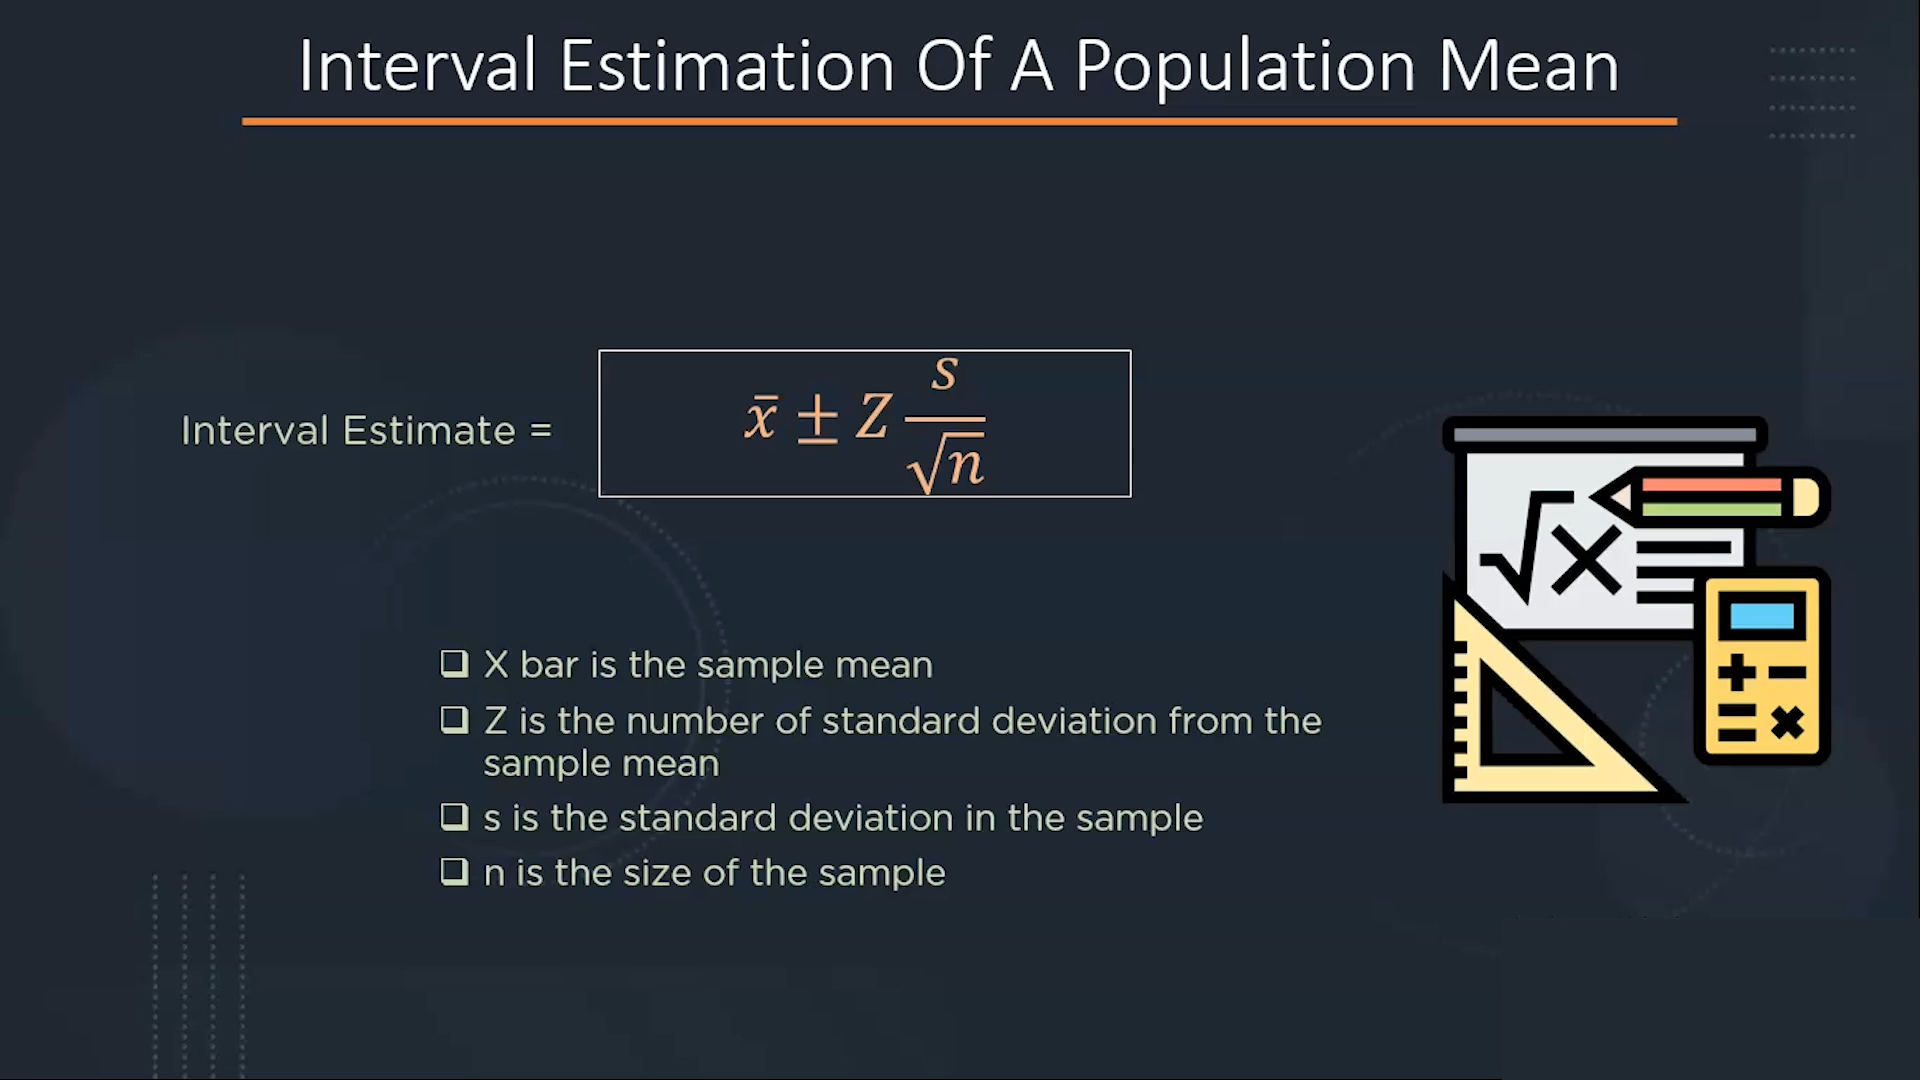 Interval Estimation Of A Population Mean
Interval Estimate = x̄ ± Z s/√n
❑ X bar is the sample mean
❑ Z is the number of standard deviation from the
sample mean
❑ s is the standard deviation in the sample
❑ n is the size of the sample
√x
+ −
= ×